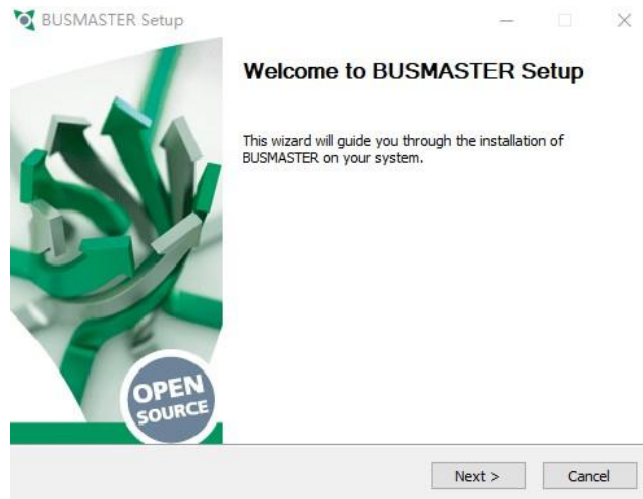 BUSMASTER Setup
Welcome to BUSMASTER Setup
This wizard will guide you through the installation of
BUSMASTER on your system.
OPEN
SOURCE
Next >
Cancel